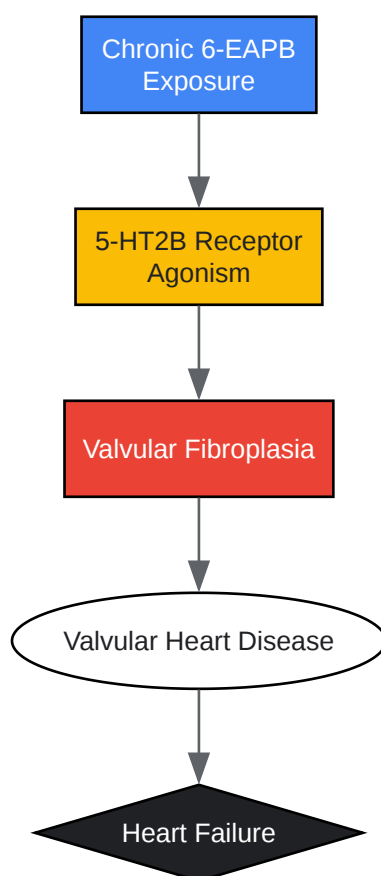 Chronic 6-EAPB
Exposure
5-HT2B Receptor
Agonism
Valvular Fibroplasia
Valvular Heart Disease
Heart Failure